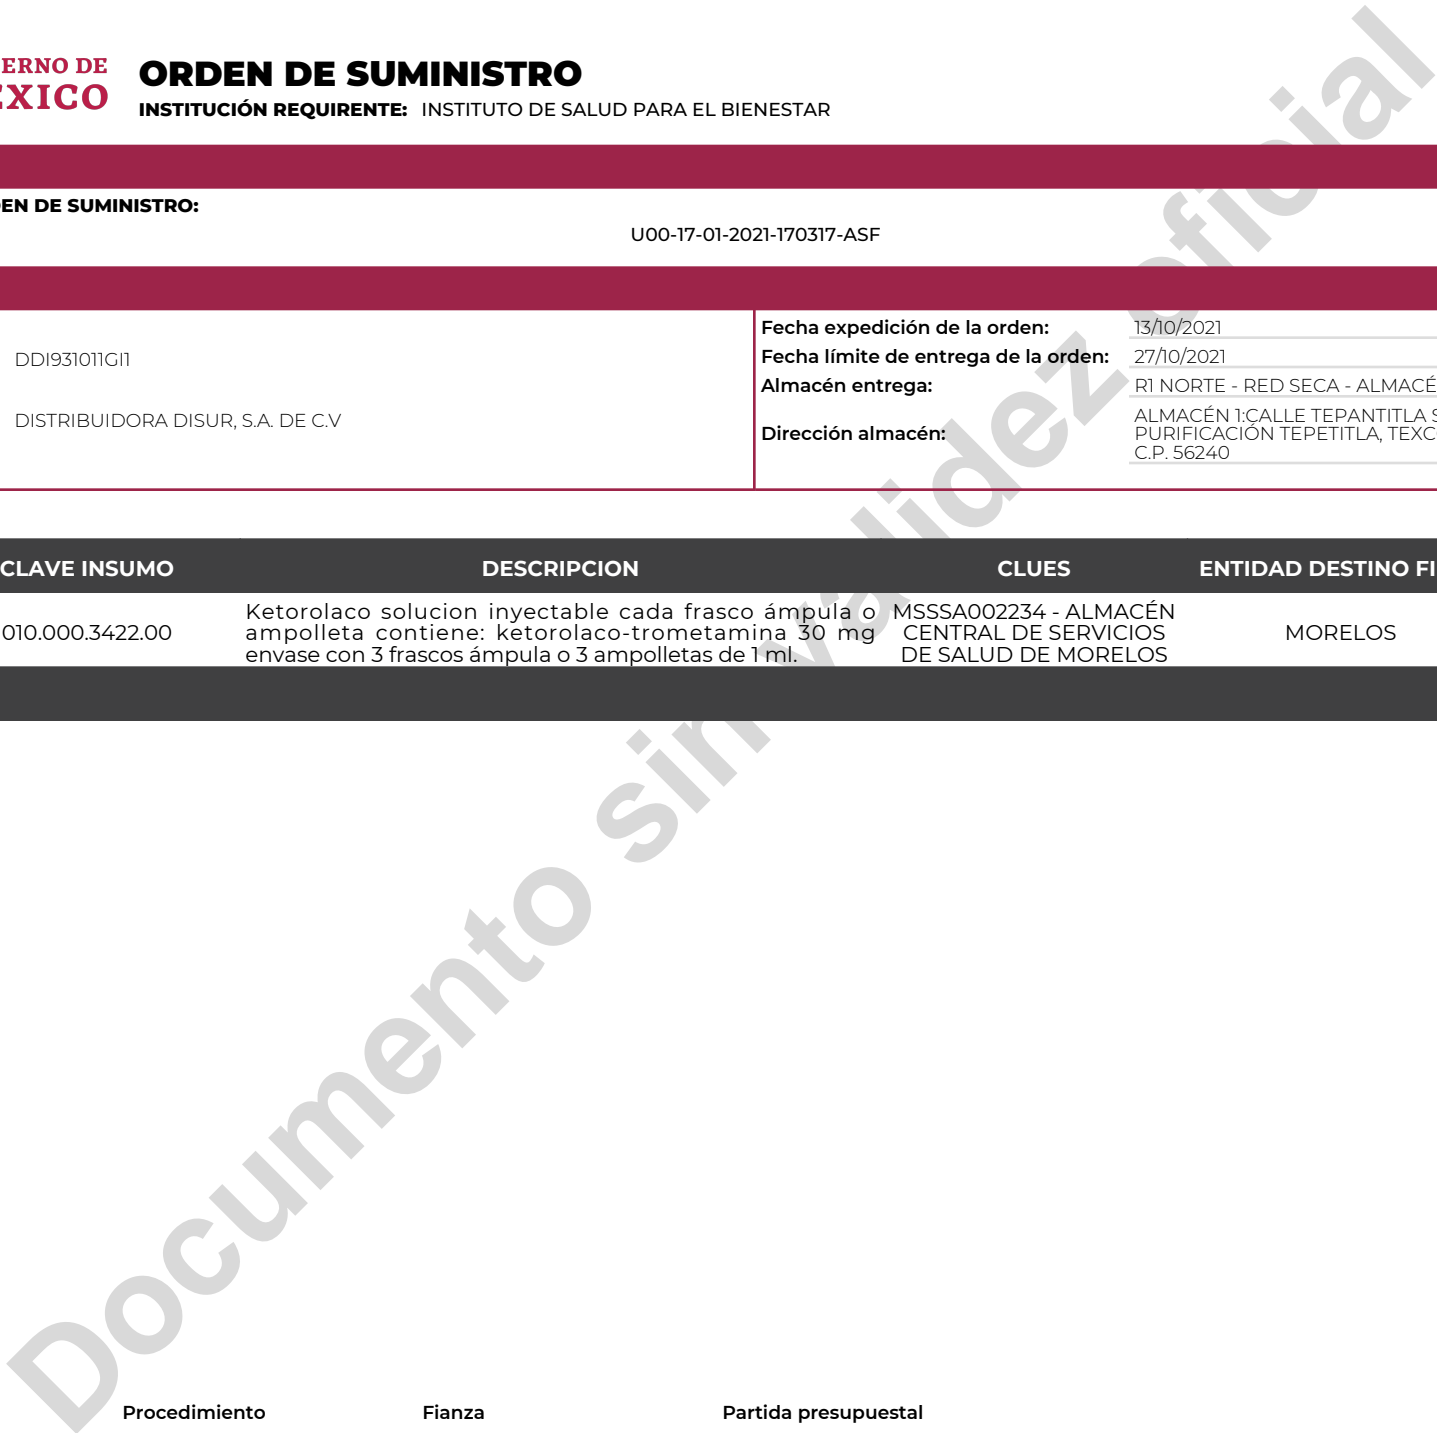 ERNO DE
EXICO
ORDEN DE SUMINISTRO
INSTITUCIÓN REQUIRENTE: INSTITUTO DE SALUD PARA EL BIENESTAR
EN DE SUMINISTRO:
U00-17-01-2021-170317-ASF
DDI931011GI1
DISTRIBUIDORA DISUR, S.A. DE C.V
Fecha expedición de la orden: 13/10/2021
Fecha límite de entrega de la orden: 27/10/2021
Almacén entrega: R1 NORTE - RED SECA - ALMACÉ
Dirección almacén:
ALMACÉN 1:CALLE TEPANTITLA S
PURIFICACIÓN TEPETITLA, TEXC
C.P. 56240
CLAVE INSUMO DESCRIPCION CLUES ENTIDAD DESTINO FI
010.000.3422.00
Ketorolaco solucion inyectable cada frasco ámpula o
ampolleta contiene: ketorolaco-trometamina 30 mg
envase con 3 frascos ámpula o 3 ampolletas de 1 ml.
MSSSA002234 - ALMACÉN
CENTRAL DE SERVICIOS
DE SALUD DE MORELOS
MORELOS
Documento sin validez oficial
Procedimiento Fianza Partida presupuestal